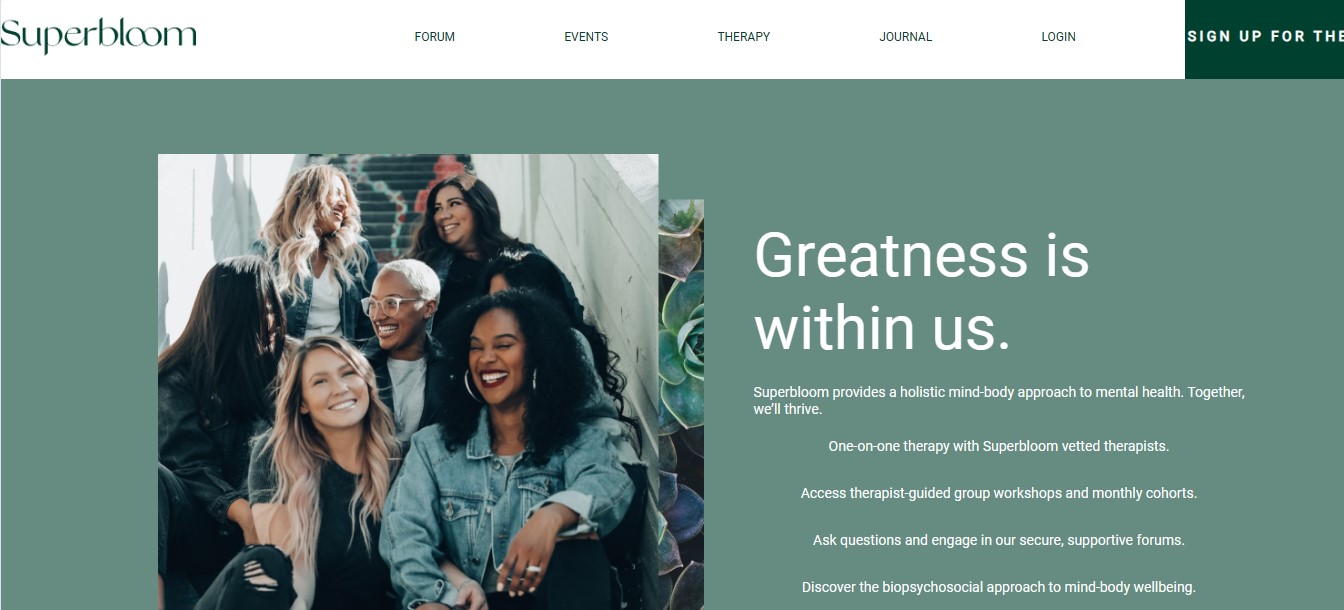 Superbloom
FORUM
EVENTS
THERAPY
JOURNAL
LOGIN
SIGN UP FOR THE
Greatness is
within us.
Superbloom provides a holistic mind-body approach to mental health. Together,
we'll thrive.
One-on-one therapy with Superbloom vetted therapists.
Access therapist-guided group workshops and monthly cohorts.
Ask questions and engage in our secure, supportive forums.
Discover the biopsychosocial approach to mind-body wellbeing.